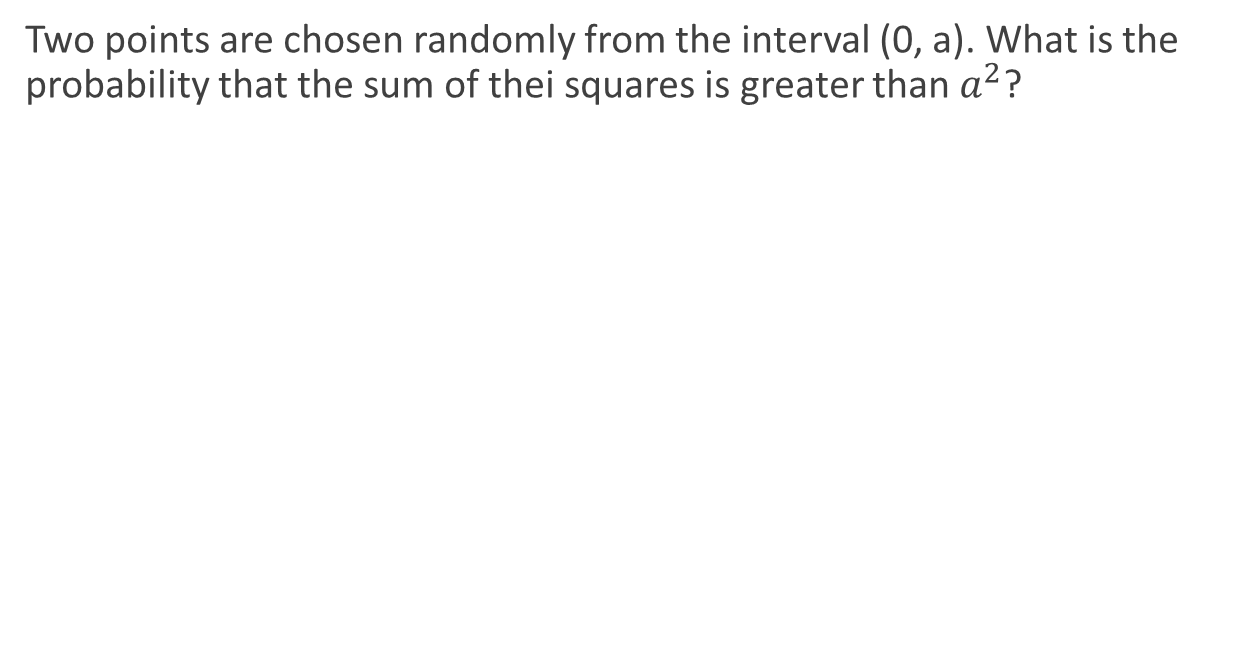 Two points are chosen randomly from the interval (0, a). What is the
probability that the sum of thei squares is greater than a²?